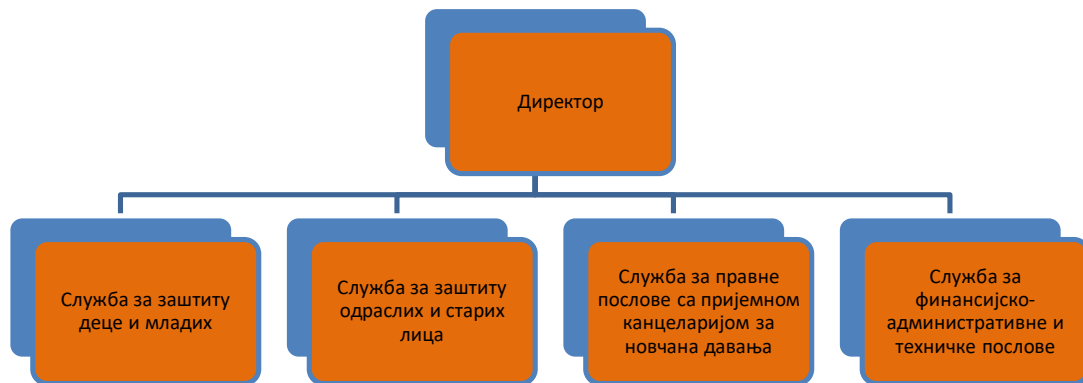 Директор
Служба за заштиту
деце и младих
Служба за заштиту
одраслих и старих
лица
Служба за правне
послове са пријемном
канцеларијом за
новчана давања
Служба за
финансијско-
административне и
техничке послове